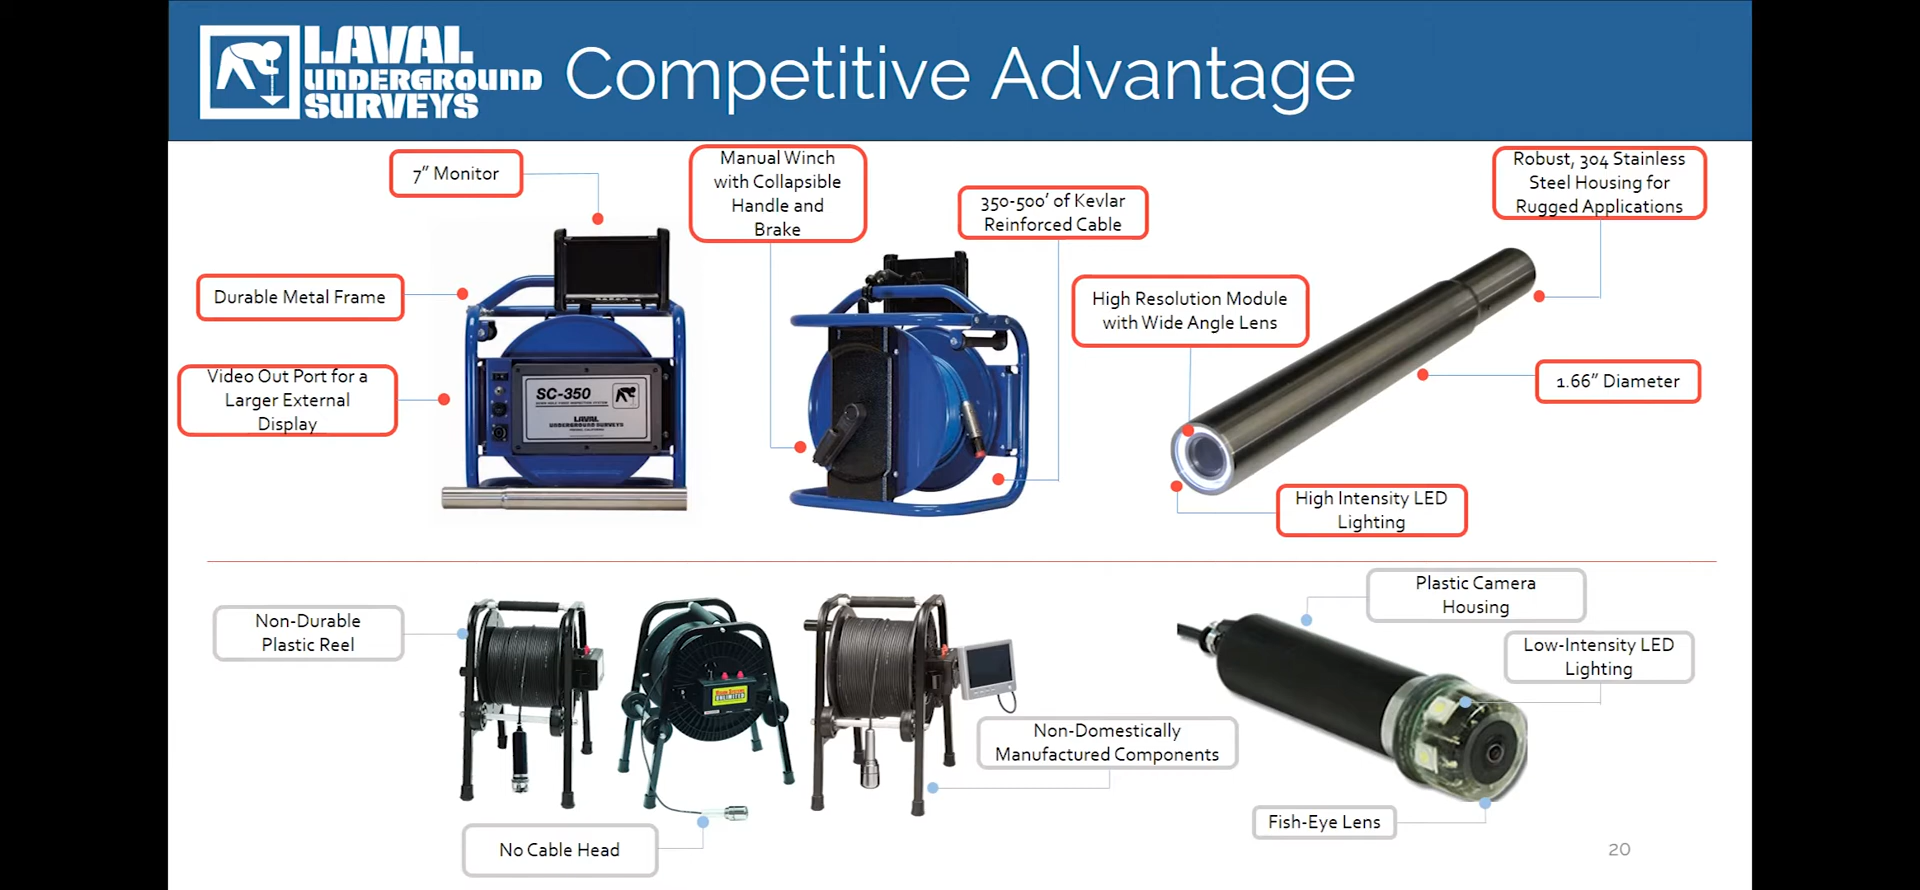 LAVAL
UNDERGROUND
SURVEYS
Competitive Advantage
7” Monitor
Manual Winch
with Collapsible
Handle and
Brake
350-500’ of Kevlar
Reinforced Cable
Robust, 304 Stainless
Steel Housing for
Rugged Applications
Durable Metal Frame
High Resolution Module
with Wide Angle Lens
Video Out Port for a
Larger External
Display
SC-350
LAVAL
UNDERGROUND SURVEYS
1.66” Diameter
High Intensity LED
Lighting
Non-Durable
Plastic Reel
Plastic Camera
Housing
Low-Intensity LED
Lighting
UNLIMITED
Non-Domestically
Manufactured Components
Fish-Eye Lens
No Cable Head
20